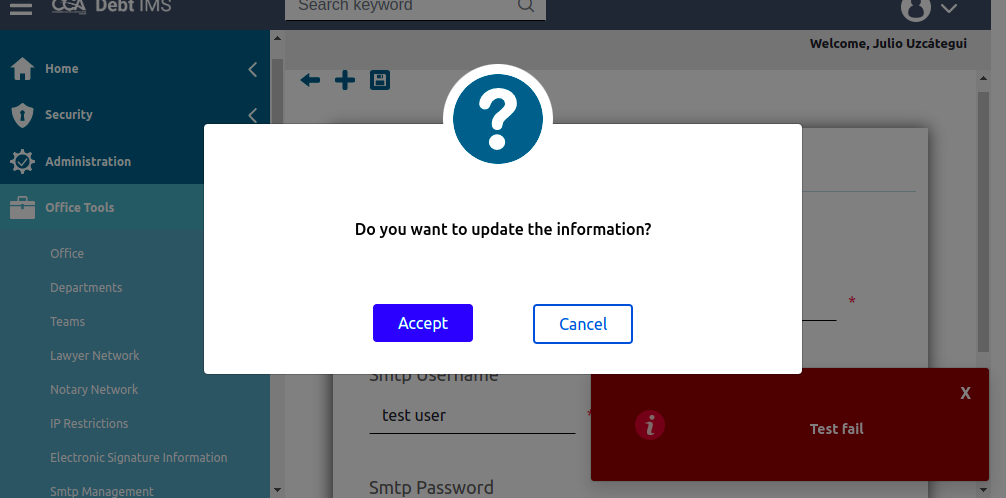 CCA Debt IMS
Search keyword
Welcome, Julio Uzcátegui
Home
Security
Administration
Office Tools
Office
Departments
Teams
Lawyer Network
Notary Network
IP Restrictions
Electronic Signature Information
Smtp Management
?
Do you want to update the information?
Accept
Cancel
*
Smtp Username
test user
*
Smtp Password
X
i
Test fail